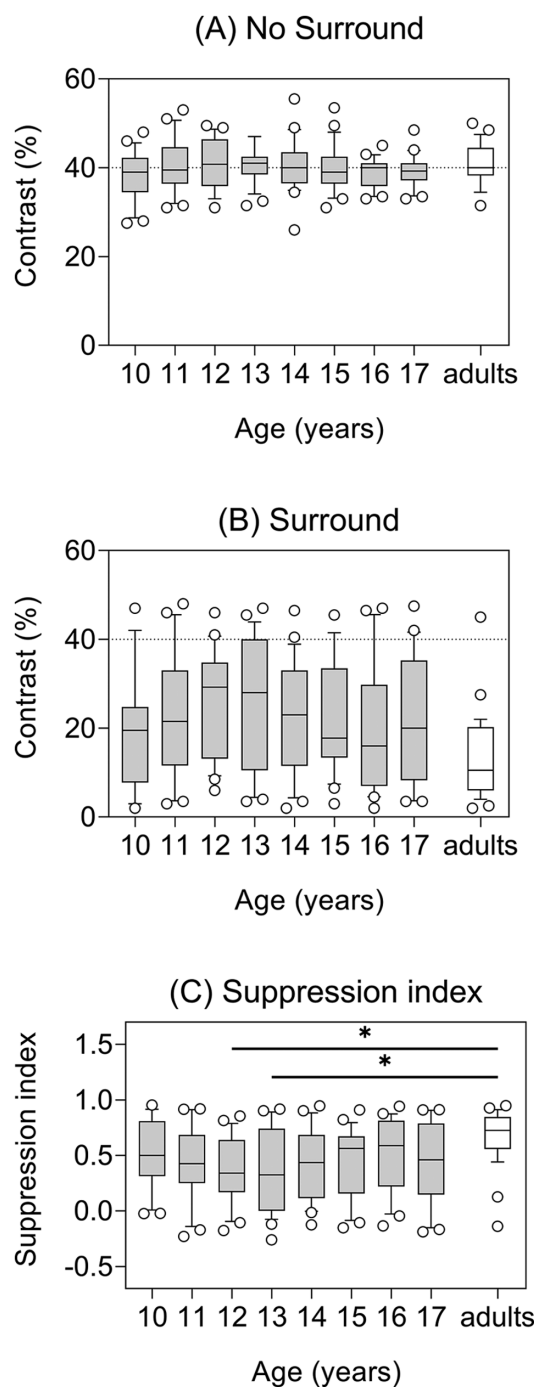 (A) No Surround
60
40
20
0
Contrast (%)
10 11 12 13 14 15 16 17 adults
Age (years)
(B) Surround
60
40
20
0
Contrast (%)
10 11 12 13 14 15 16 17 adults
Age (years)
(C) Suppression index
1.5
1.0
0.5
0.0
-0.5
Suppression index
*
*
10 11 12 13 14 15 16 17 adults
Age (years)